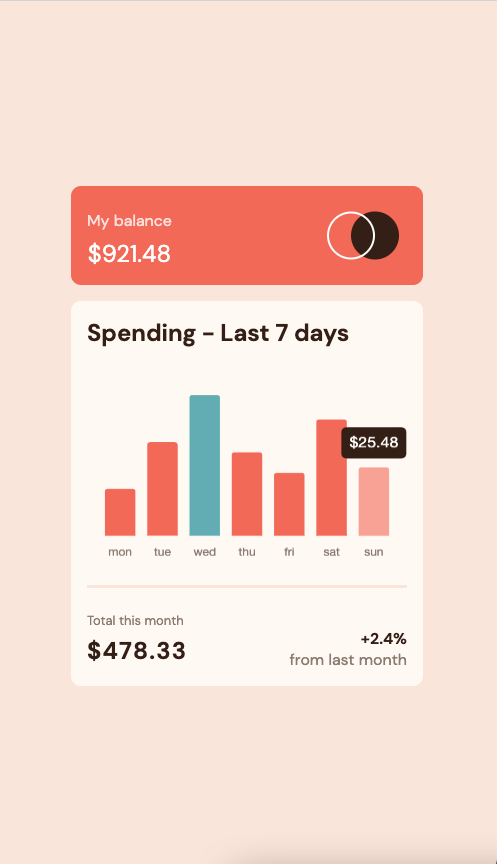 My balance
$921.48
Spending – Last 7 days
$25.48
mon tue wed thu fri sat sun
Total this month
$478.33
+2.4%
from last month